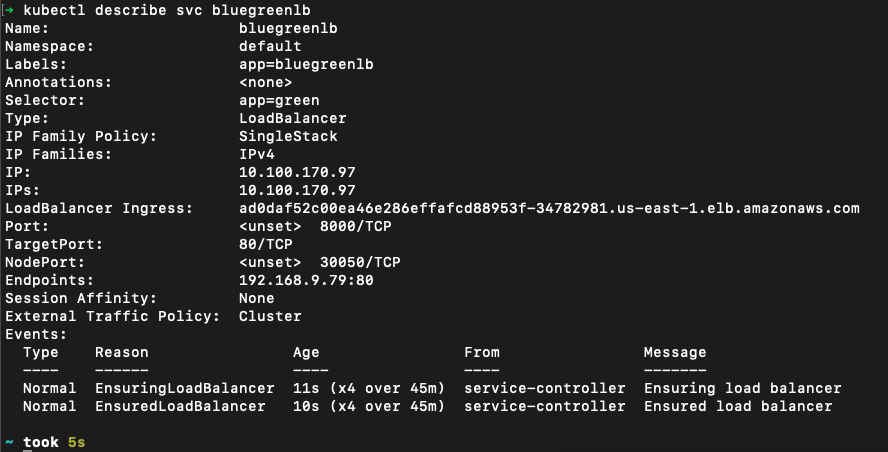 → kubectl describe svc bluegreenlb
Name:                     bluegreenlb
Namespace:                default
Labels:                   app=bluegreenlb
Annotations:              <none>
Selector:                 app=green
Type:                     LoadBalancer
IP Family Policy:         SingleStack
IP Families:              IPv4
IP:                       10.100.170.97
IPs:                      10.100.170.97
LoadBalancer Ingress:     ad0daf52c00ea46e286effafcd88953f-34782981.us-east-1.elb.amazonaws.com
Port:                     <unset>  8000/TCP
TargetPort:               80/TCP
NodePort:                 <unset>  30050/TCP
Endpoints:                192.168.9.79:80
Session Affinity:         None
External Traffic Policy:  Cluster
Events:
  Type    Reason                Age                From                Message
  ----    ------                ----               ----                -------
  Normal  EnsuringLoadBalancer  11s (x4 over 45m)  service-controller  Ensuring load balancer
  Normal  EnsuredLoadBalancer   10s (x4 over 45m)  service-controller  Ensured load balancer
~ took 5s